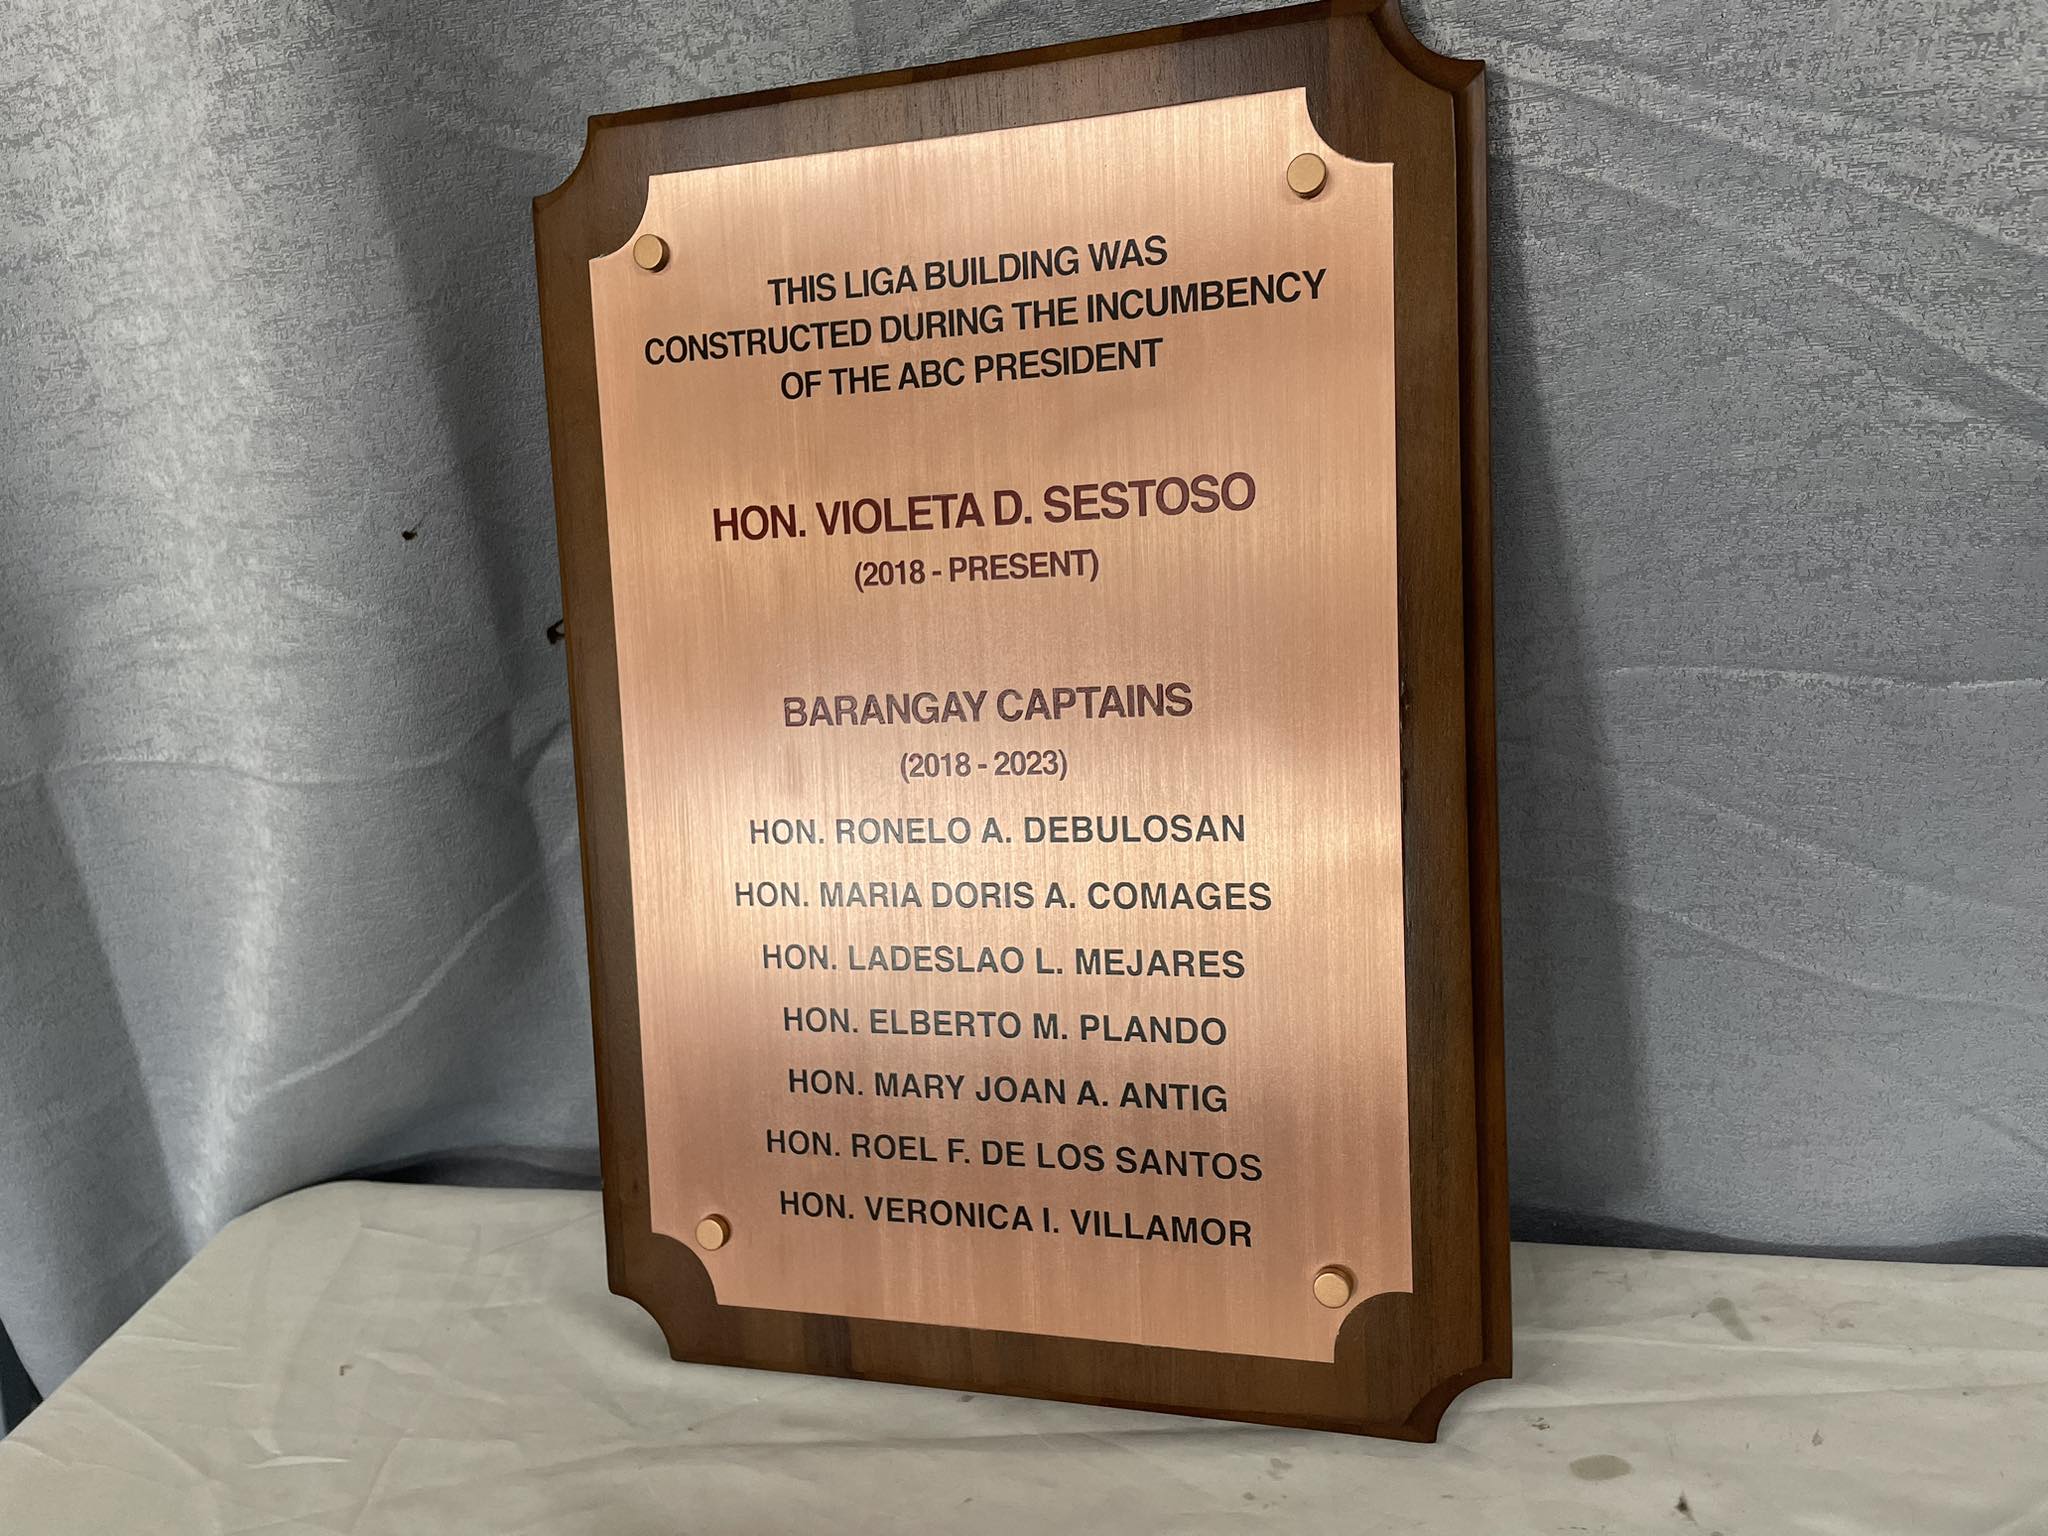 THIS LIGA BUILDING WAS
CONSTRUCTED DURING THE INCUMBENCY
OF THE ABC PRESIDENT
HON. VIOLETA D. SESTOSO
(2018 - PRESENT)
BARANGAY CAPTAINS
(2018 - 2023)
HON. RONELO A. DEBULOSAN
HON. MARIA DORIS A. COMAGES
HON. LADESLAO L. MEJARES
HON. ELBERTO M. PLANDO
HON. MARY JOAN A. ANTIG
HON. ROEL F. DE LOS SANTOS
HON. VERONICA I. VILLAMOR